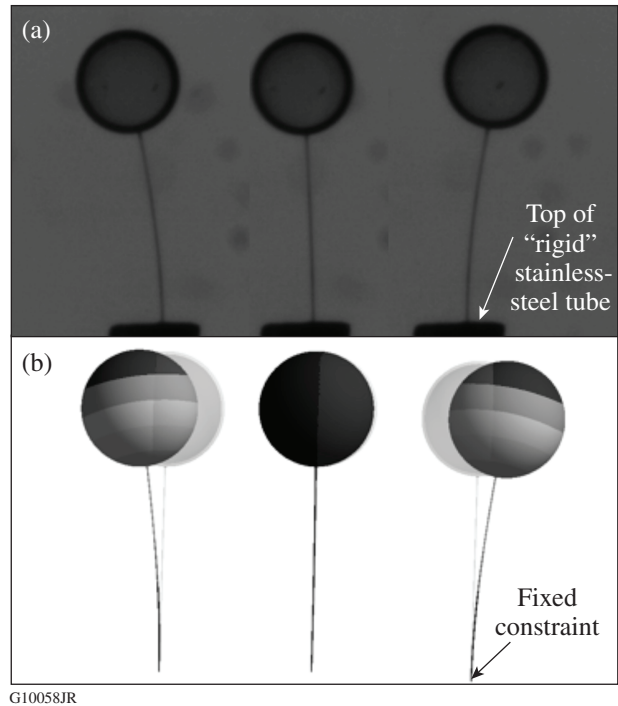 (a)
Top of
“rigid”
stainless-
steel tube
(b)
Fixed
constraint
G10058JR